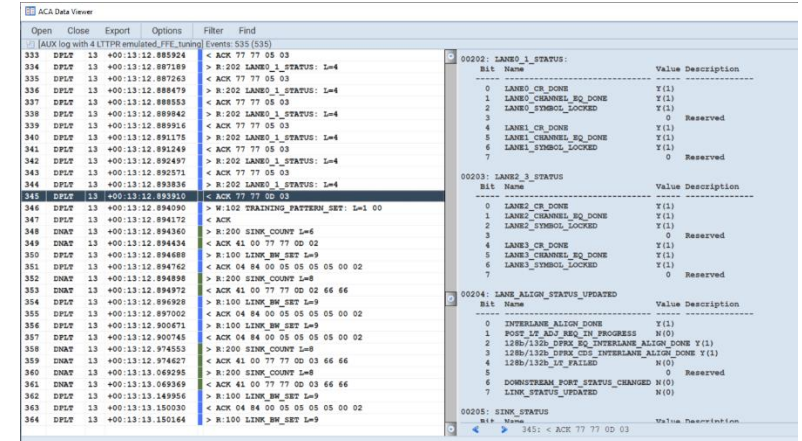 ACA Data Viewer
Open Close Export Options Filter Find
[AUX log with 4 LTTPR emulated_FFE_tuning] Events: 535 (535)
333 DPLT 13 +00:13:12.885924 < ACK 77 77 05 03
334 DPLT 13 +00:13:12.887189 > R:202 LANE0_1_STATUS: L=4
335 DPLT 13 +00:13:12.887263 < ACK 77 77 05 03
336 DPLT 13 +00:13:12.888479 > R:202 LANE0_1_STATUS: L=4
337 DPLT 13 +00:13:12.888553 < ACK 77 77 05 03
338 DPLT 13 +00:13:12.889842 > R:202 LANE0_1_STATUS: L=4
339 DPLT 13 +00:13:12.889916 < ACK 77 77 05 03
340 DPLT 13 +00:13:12.891175 > R:202 LANE0_1_STATUS: L=4
341 DPLT 13 +00:13:12.891249 < ACK 77 77 05 03
342 DPLT 13 +00:13:12.892497 > R:202 LANE0_1_STATUS: L=4
343 DPLT 13 +00:13:12.892571 < ACK 77 77 05 03
344 DPLT 13 +00:13:12.893836 > R:202 LANE0_1_STATUS: L=4
345 DPLT 13 +00:13:12.893910 < ACK 77 77 0D 03
346 DPLT 13 +00:13:12.894090 > W:102 TRAINING_PATTERN_SET: L=1 00
347 DPLT 13 +00:13:12.894172 < ACK
348 DNAT 13 +00:13:12.894360 > R:200 SINK_COUNT L=6
349 DNAT 13 +00:13:12.894434 < ACK 41 00 77 77 0D 02
350 DPLT 13 +00:13:12.894688 > R:100 LINK_BW_SET L=9
351 DPLT 13 +00:13:12.894762 < ACK 04 84 00 05 05 05 05 00 02
352 DNAT 13 +00:13:12.894898 > R:200 SINK_COUNT L=8
353 DNAT 13 +00:13:12.894972 < ACK 41 00 77 77 0D 02 66 66
354 DPLT 13 +00:13:12.896928 > R:100 LINK_BW_SET L=9
355 DPLT 13 +00:13:12.897002 < ACK 04 84 00 05 05 05 05 00 02
356 DPLT 13 +00:13:12.900671 > R:100 LINK_BW_SET L=9
357 DPLT 13 +00:13:12.900745 < ACK 04 84 00 05 05 05 05 00 02
358 DNAT 13 +00:13:12.974553 > R:200 SINK_COUNT L=8
359 DNAT 13 +00:13:12.974627 < ACK 41 00 77 77 0D 03 66 66
360 DNAT 13 +00:13:13.069295 > R:200 SINK_COUNT L=8
361 DNAT 13 +00:13:13.069369 < ACK 41 00 77 77 0D 03 66 66
362 DPLT 13 +00:13:13.149956 > R:100 LINK_BW_SET L=9
363 DPLT 13 +00:13:13.150030 < ACK 04 84 00 05 05 05 05 00 02
364 DPLT 13 +00:13:13.150164 > R:100 LINK_BW_SET L=9
00202: LANE0_1_STATUS:
Bit Name Value Description
0 LANE0_CR_DONE Y(1)
1 LANE0_CHANNEL_EQ_DONE Y(1)
2 LANE0_SYMBOL_LOCKED Y(1)
3 0 Reserved
4 LANE1_CR_DONE Y(1)
5 LANE1_CHANNEL_EQ_DONE Y(1)
6 LANE1_SYMBOL_LOCKED Y(1)
7 0 Reserved
00203: LANE2_3_STATUS
Bit Name Value Description
0 LANE2_CR_DONE Y(1)
1 LANE2_CHANNEL_EQ_DONE Y(1)
2 LANE2_SYMBOL_LOCKED Y(1)
3 0 Reserved
4 LANE3_CR_DONE Y(1)
5 LANE3_CHANNEL_EQ_DONE Y(1)
6 LANE3_SYMBOL_LOCKED Y(1)
7 0 Reserved
00204: LANE_ALIGN_STATUS_UPDATED
Bit Name Value Description
0 INTERLANE_ALIGN_DONE Y(1)
1 POST_LT_ADJ_REQ_IN_PROGRESS N(0)
2 128b/132b_DPRX_EQ_INTERLANE_ALIGN_DONE Y(1)
3 128b/132b_DPRX_CDS_INTERLANE_ALIGN_DONE Y(1)
4 128b/132b_LT_FAILED N(0)
5 0 Reserved
6 DOWNSTREAM_PORT_STATUS_CHANGED N(0)
7 LINK_STATUS_UPDATED N(0)
00205: SINK_STATUS
Bit Name Value Description
345: < ACK 77 77 0D 03